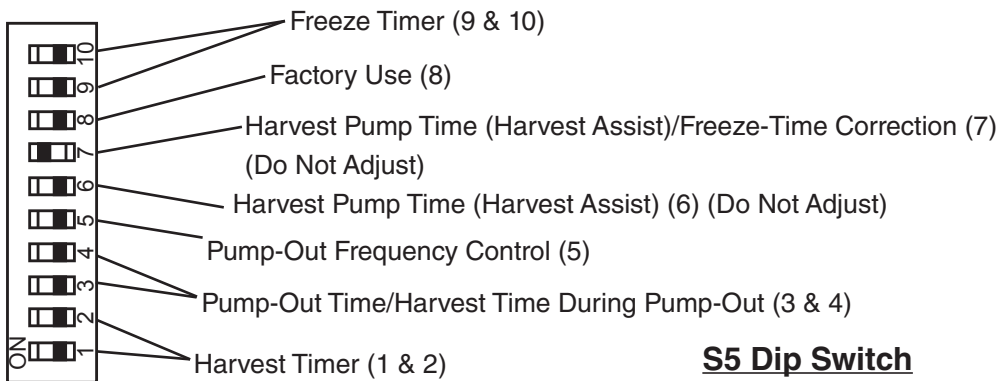 Freeze Timer (9 & 10)
10
9
Factory Use (8)
8
Harvest Pump Time (Harvest Assist)/Freeze-Time Correction (7)
7
(Do Not Adjust)
6
Harvest Pump Time (Harvest Assist) (6) (Do Not Adjust)
5
Pump-Out Frequency Control (5)
4
3
Pump-Out Time/Harvest Time During Pump-Out (3 & 4)
2
ON
1
Harvest Timer (1 & 2)
S5 Dip Switch